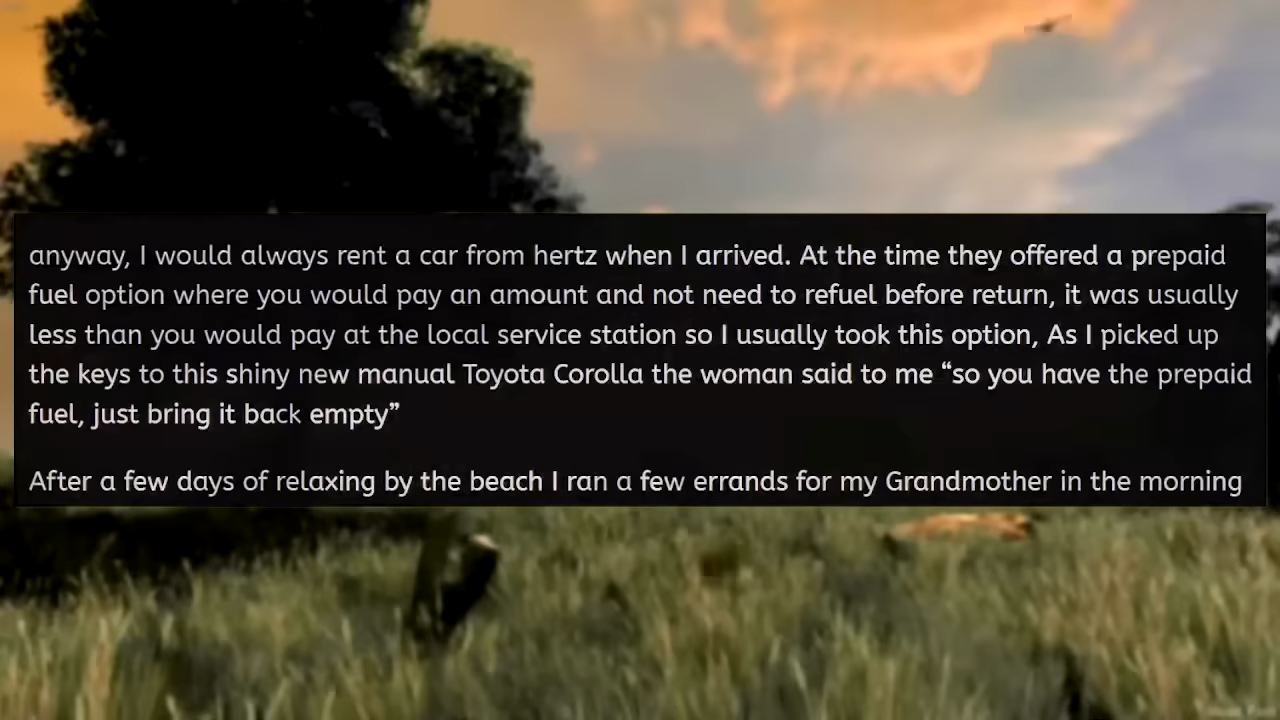 anyway, I would always rent a car from hertz when I arrived. At the time they offered a prepaid
fuel option where you would pay an amount and not need to refuel before return, it was usually
less than you would pay at the local service station so I usually took this option, As I picked up
the keys to this shiny new manual Toyota Corolla the woman said to me “so you have the prepaid
fuel, just bring it back empty”
After a few days of relaxing by the beach I ran a few errands for my Grandmother in the morning